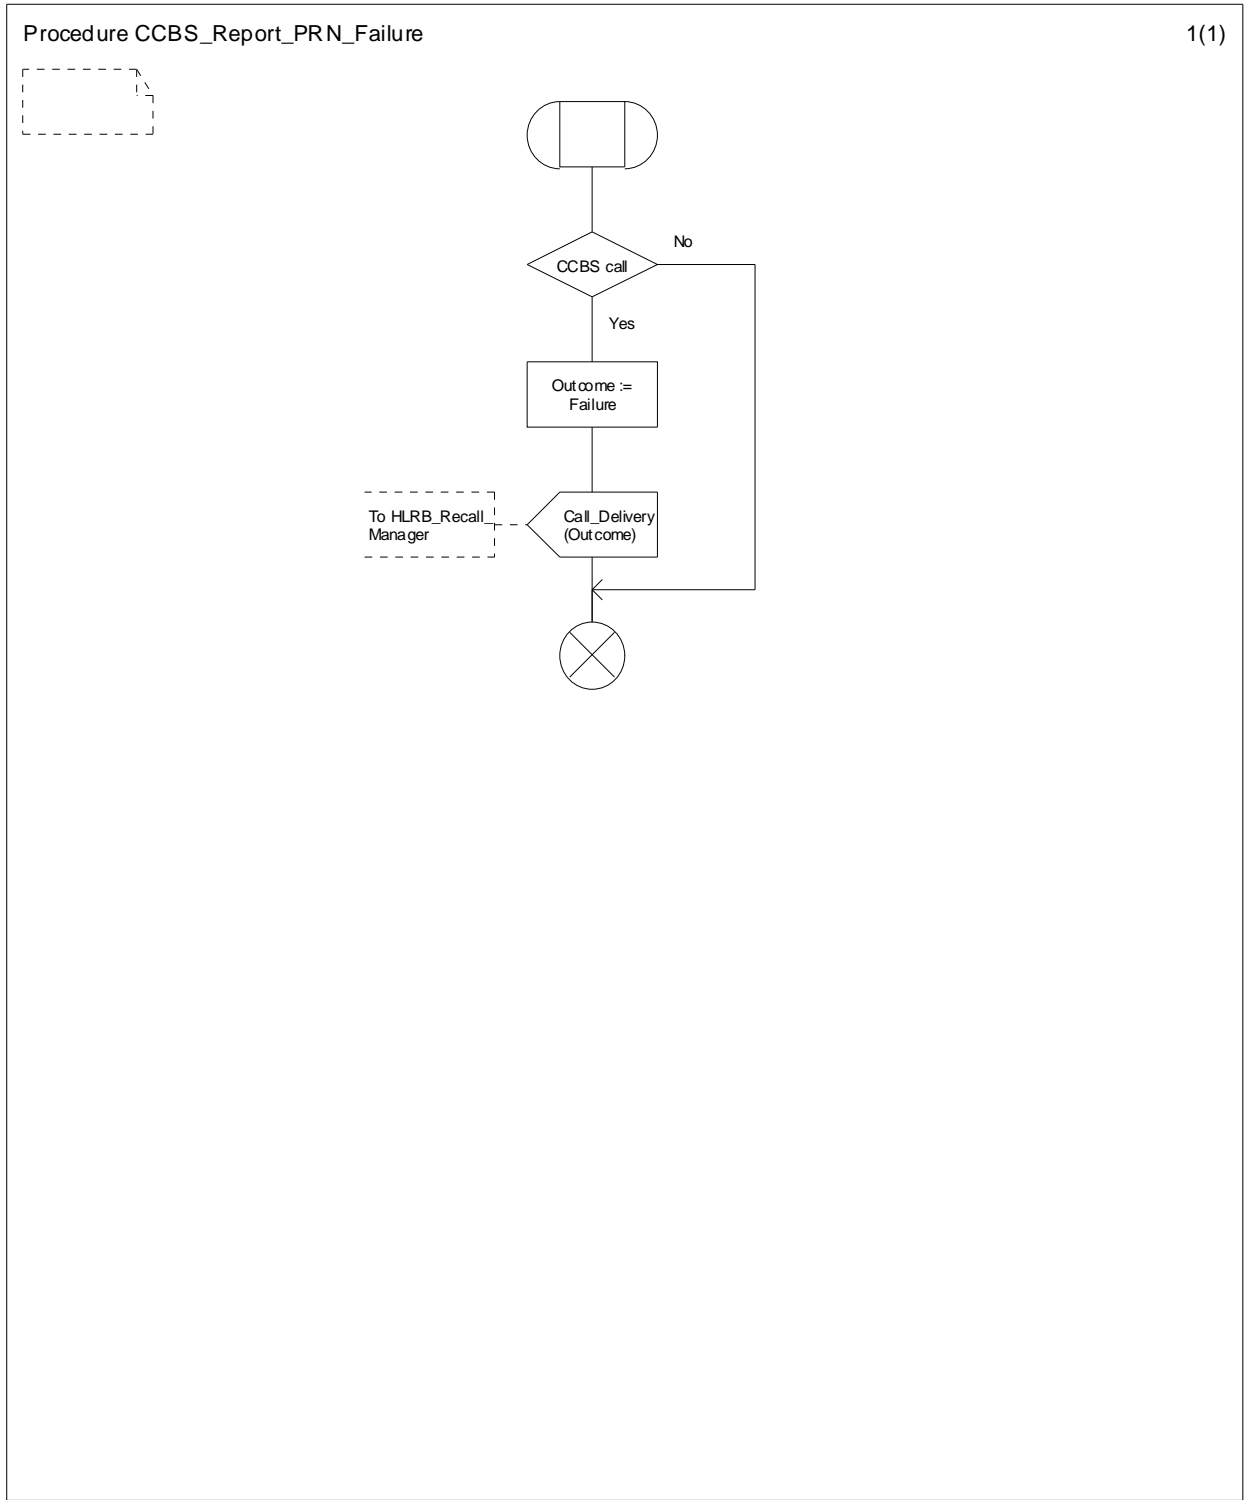 Procedure CCBS_Report_PRN_Failure
1(1)
CCBS call
No
Yes
Outcome :=
Failure
To HLRB_Recall_
Manager
Call_Delivery
(Outcome)